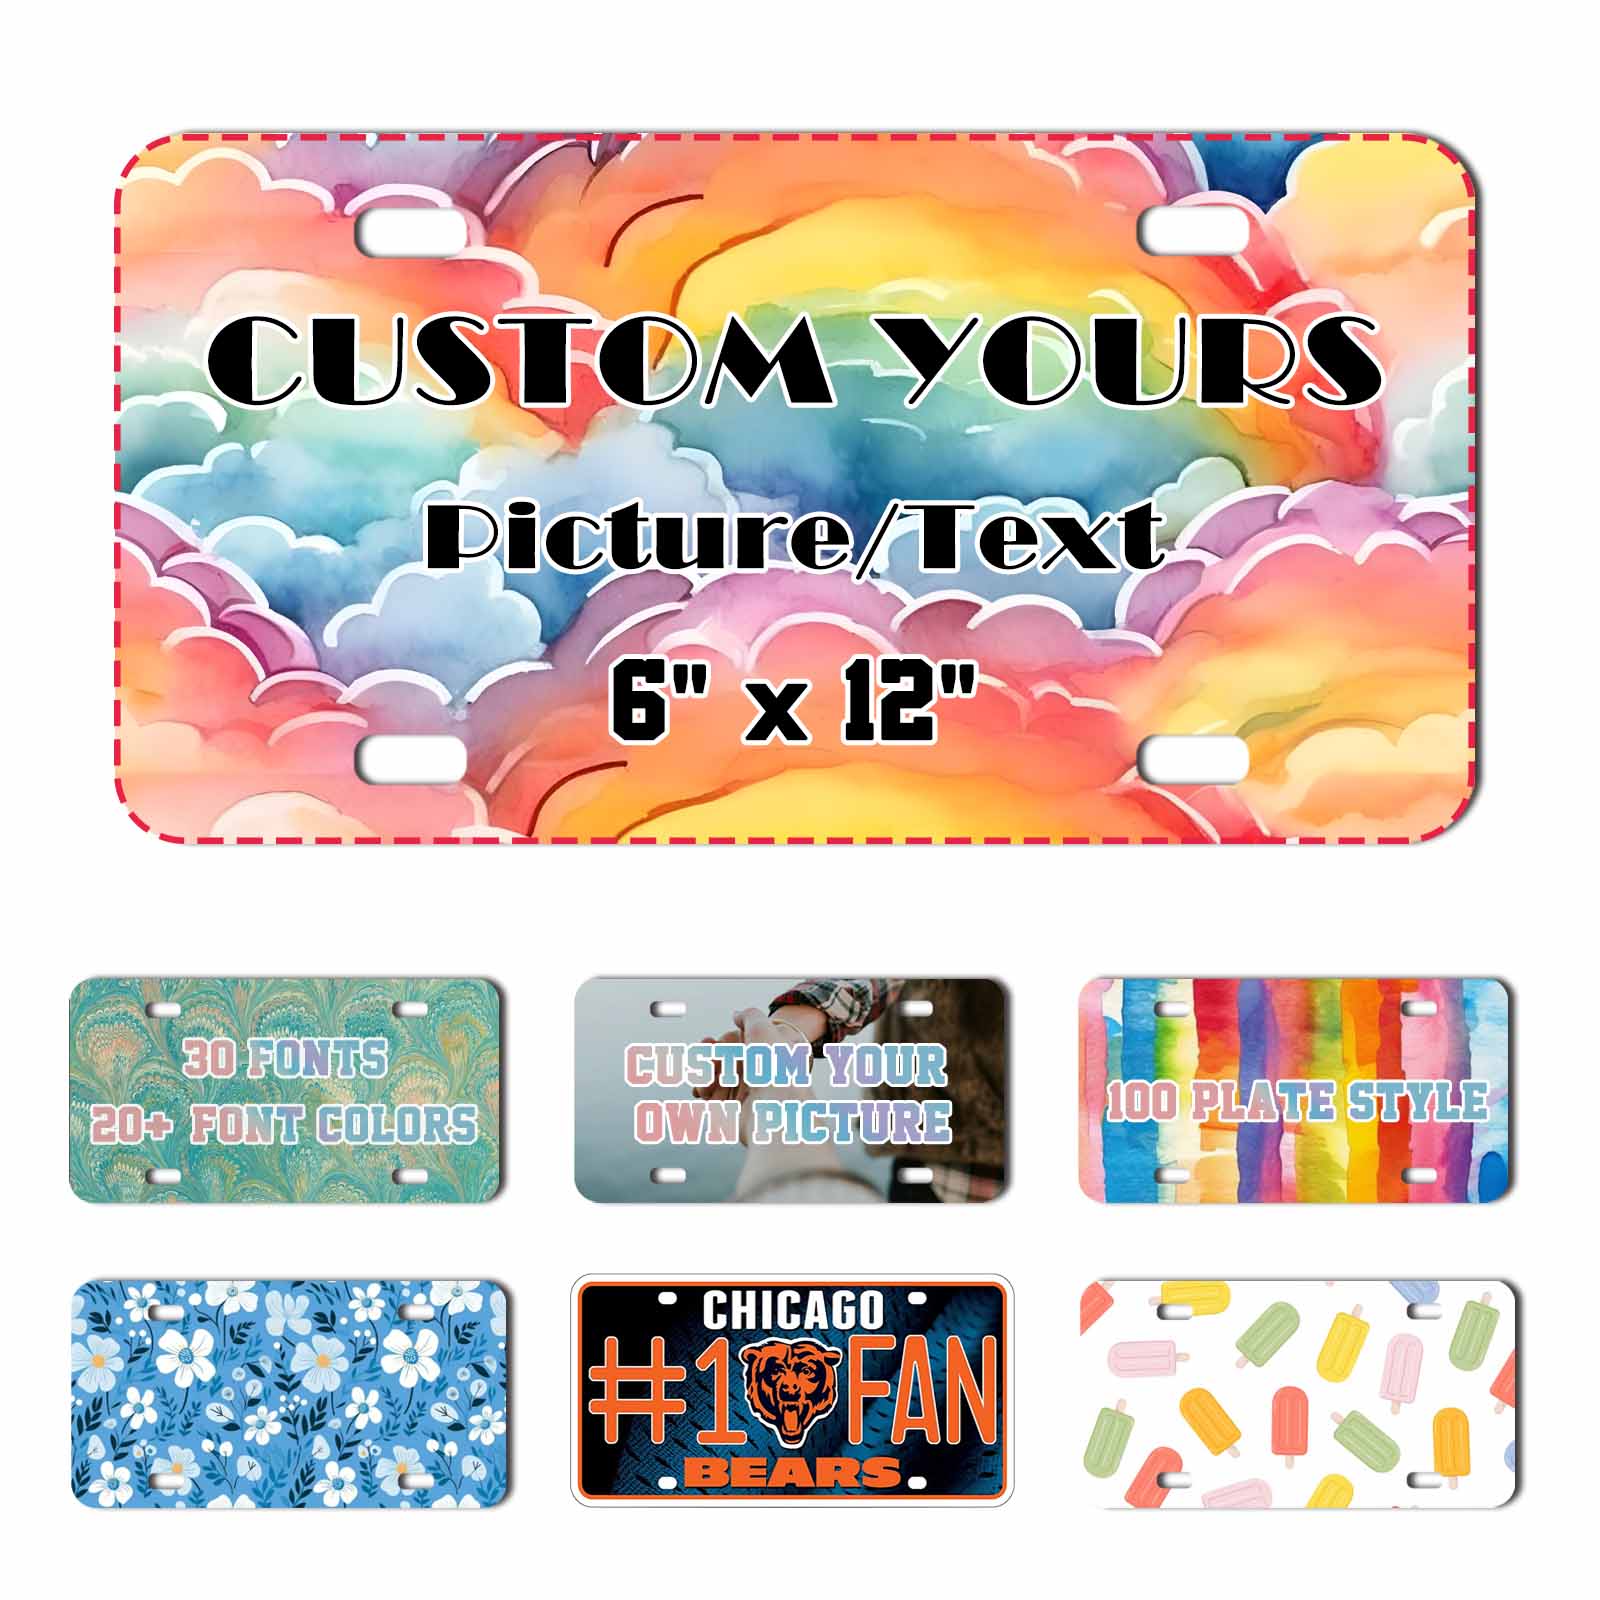 CUSTOM YOURS
Picture/Text
6" x 12"
30 FONTS
20+ FONT COLORS
CUSTOM YOUR
OWN PICTURE
100 PLATE STYLE
CHICAGO
#1 FAN
BEARS